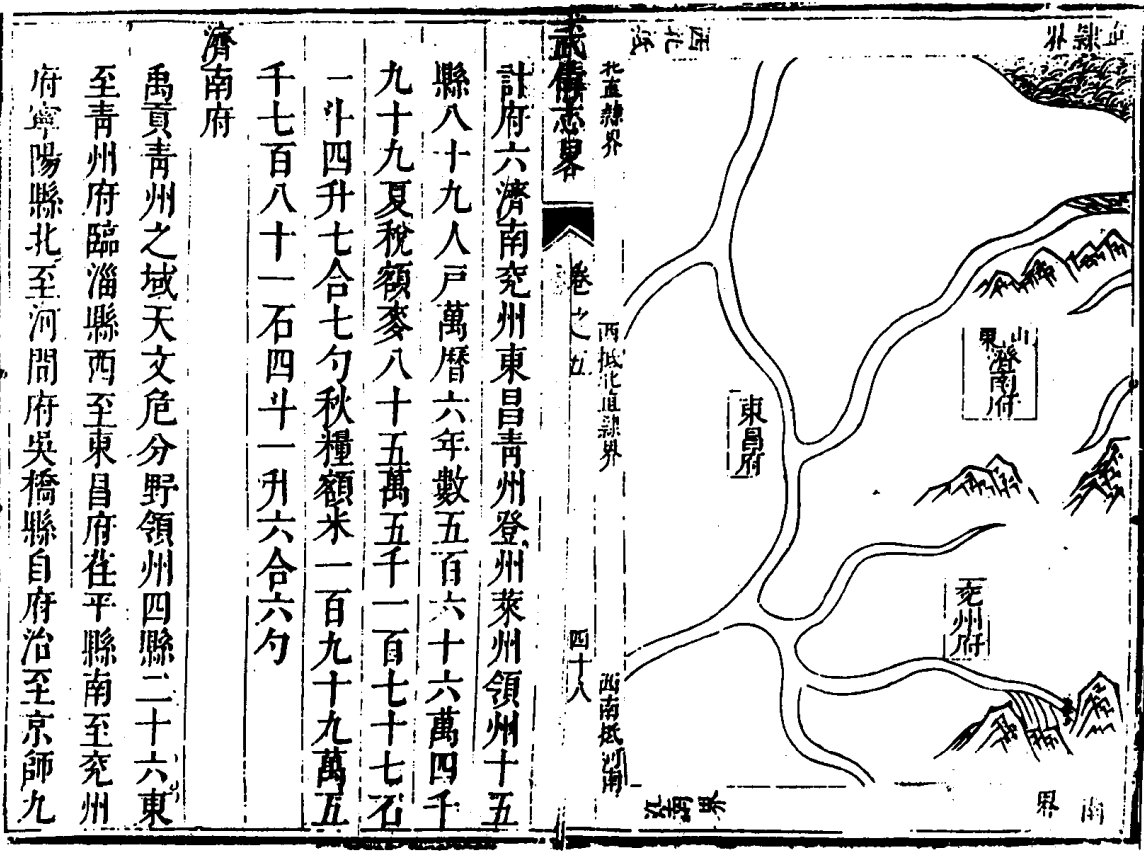 山東
濟南府
東昌府
兗州府
北直隸界
西抵北直隸界
西南抵河南
武備志畧
卷之五
四十八
計府六濟南兖州東昌青州登州萊州領州十五
縣八十九人戸萬曆六年數五百六十六萬四千
九十九夏稅額麥八十五萬五千一百七十七石
一斗四升七合七勺秋糧額米一百九十九萬五
千七百八十一石四斗一升六合六勺
濟南府
禹貢青州之域天文危分野領州四縣二十六東
至青州府臨淄縣西至東昌府茌平縣南至兖州
府寧陽縣北至河間府吳橋縣自府治至京師九